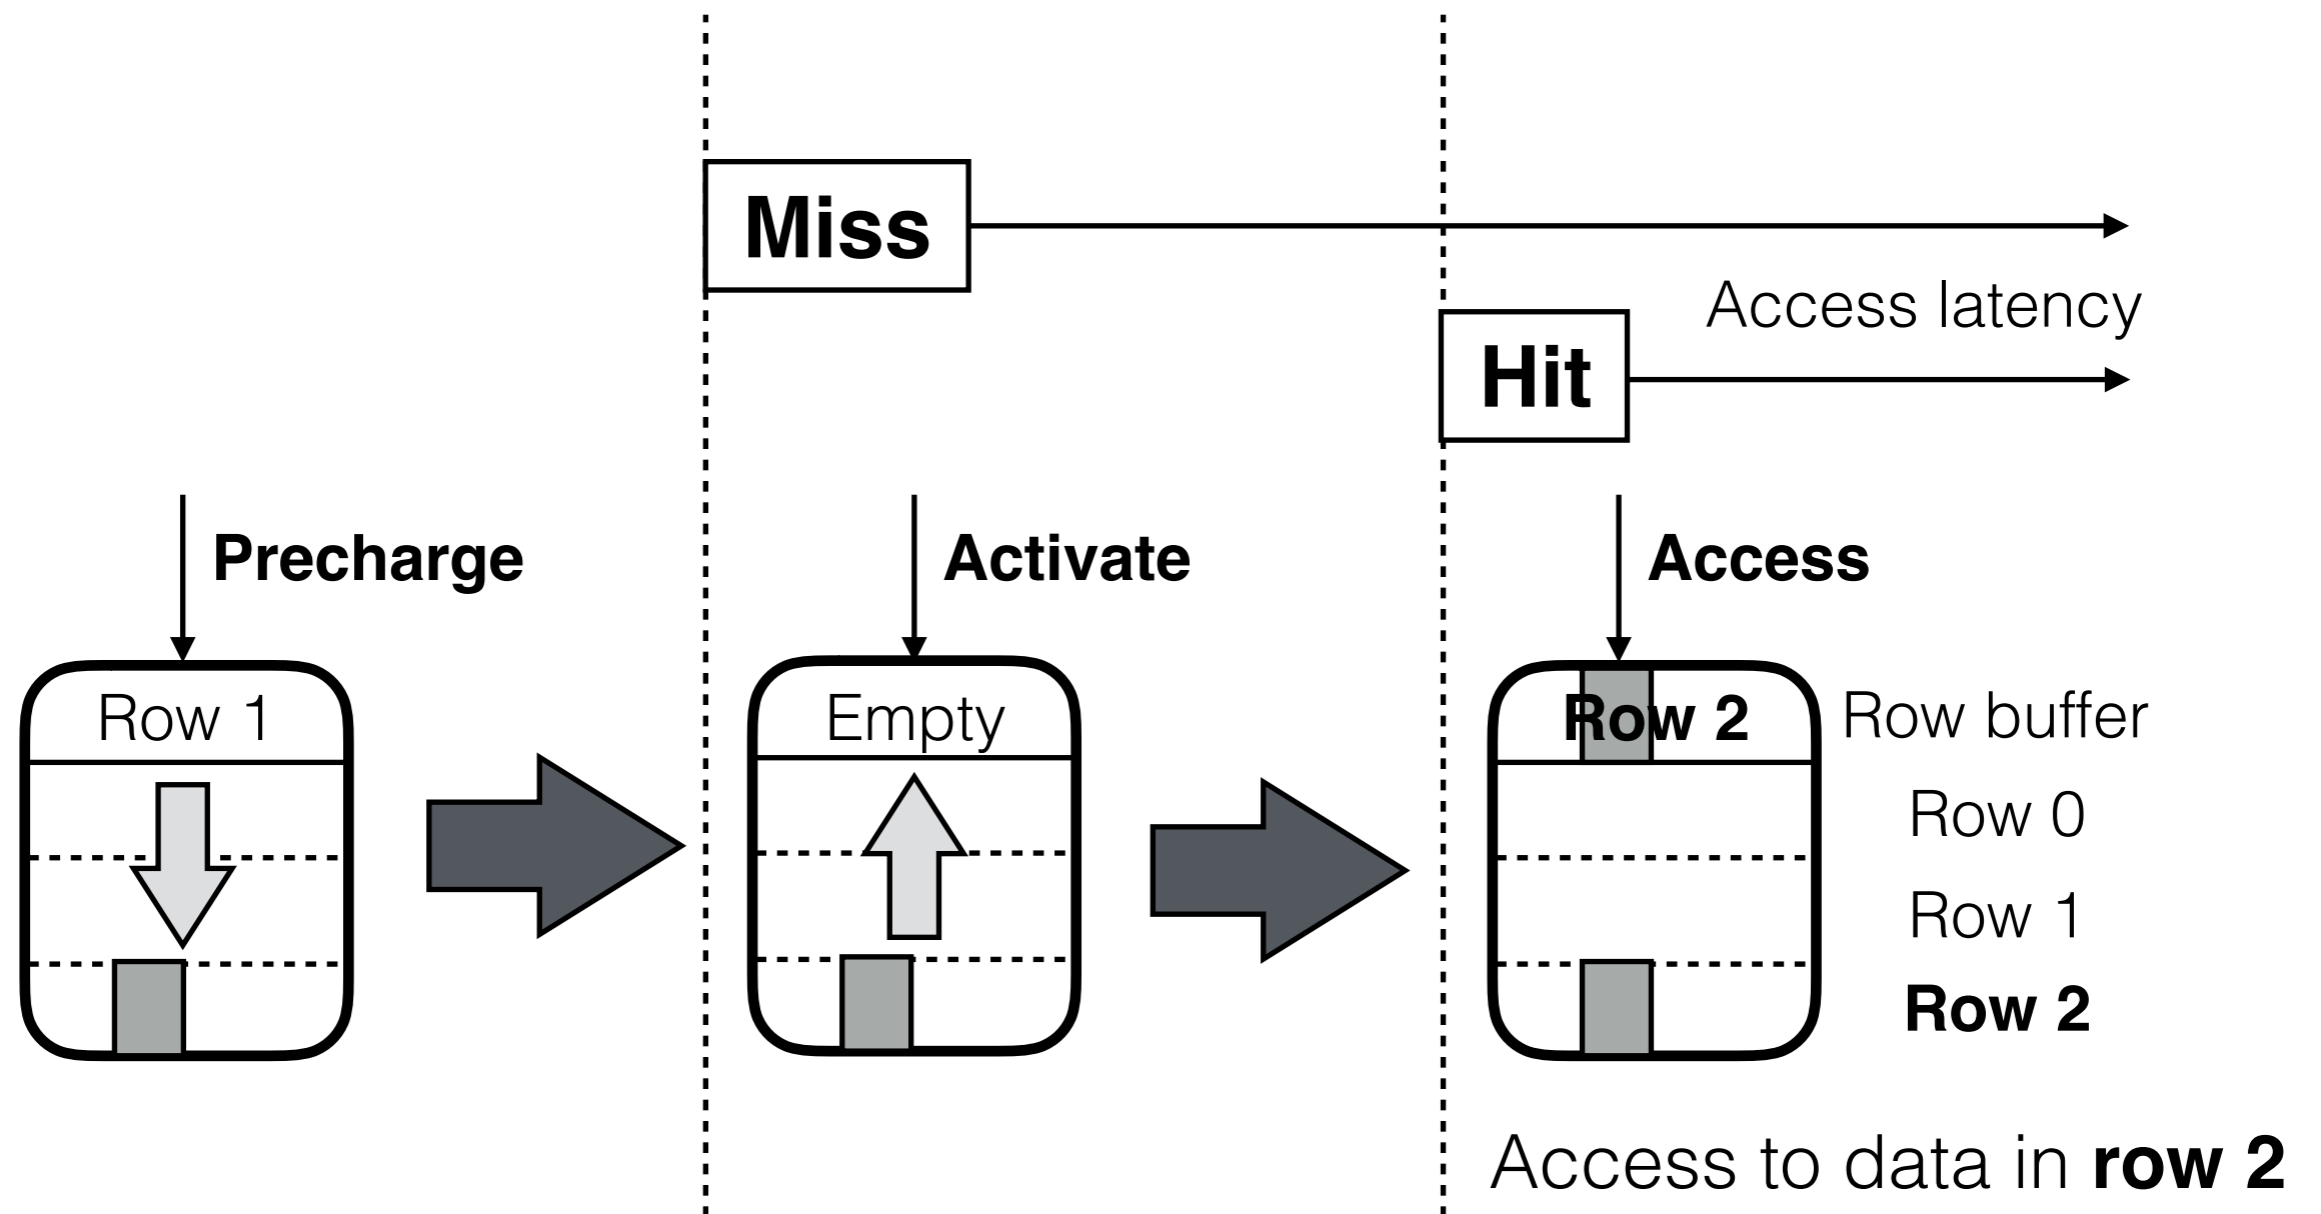 Miss
Access latency
Hit
Precharge
Activate
Access
Row 1
Empty
Row 2
Row buffer
Row 0
Row 1
Row 2
Access to data in row 2